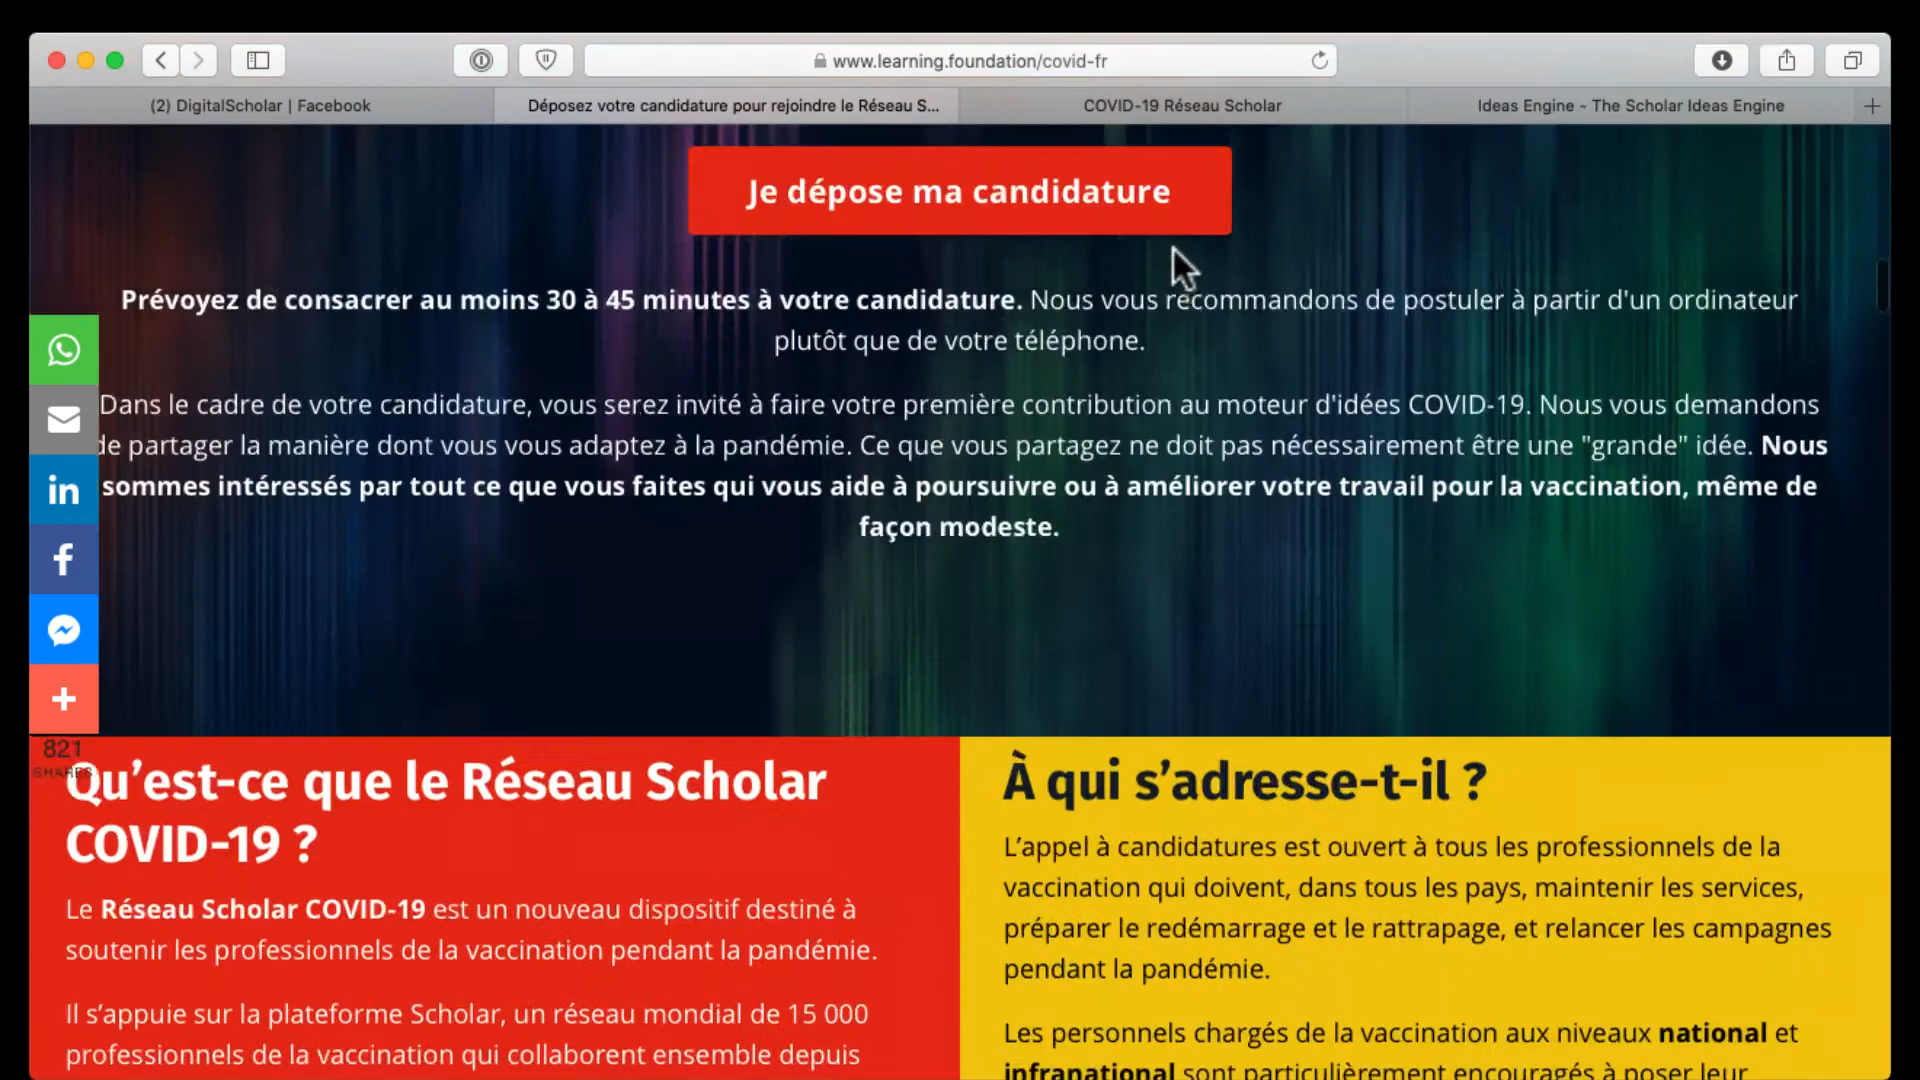 www.learning.foundation/covid-fr
(2) DigitalScholar | Facebook
Déposez votre candidature pour rejoindre le Réseau S...
COVID-19 Réseau Scholar
Ideas Engine - The Scholar Ideas Engine
Je dépose ma candidature
Prévoyez de consacrer au moins 30 à 45 minutes à votre candidature. Nous vous recommandons de postuler à partir d'un ordinateur
plutôt que de votre téléphone.
Dans le cadre de votre candidature, vous serez invité à faire votre première contribution au moteur d'idées COVID-19. Nous vous demandons
de partager la manière dont vous vous adaptez à la pandémie. Ce que vous partagez ne doit pas nécessairement être une "grande" idée. Nous
sommes intéressés par tout ce que vous faites qui vous aide à poursuivre ou à améliorer votre travail pour la vaccination, même de
façon modeste.
821
SHARES
Qu’est-ce que le Réseau Scholar
COVID-19 ?
Le Réseau Scholar COVID-19 est un nouveau dispositif destiné à
soutenir les professionnels de la vaccination pendant la pandémie.
Il s’appuie sur la plateforme Scholar, un réseau mondial de 15 000
professionnels de la vaccination qui collaborent ensemble depuis
À qui s’adresse-t-il ?
L’appel à candidatures est ouvert à tous les professionnels de la
vaccination qui doivent, dans tous les pays, maintenir les services,
préparer le redémarrage et le rattrapage, et relancer les campagnes
pendant la pandémie.
Les personnels chargés de la vaccination aux niveaux national et
infranational sont particulièrement encouragés à poser leur